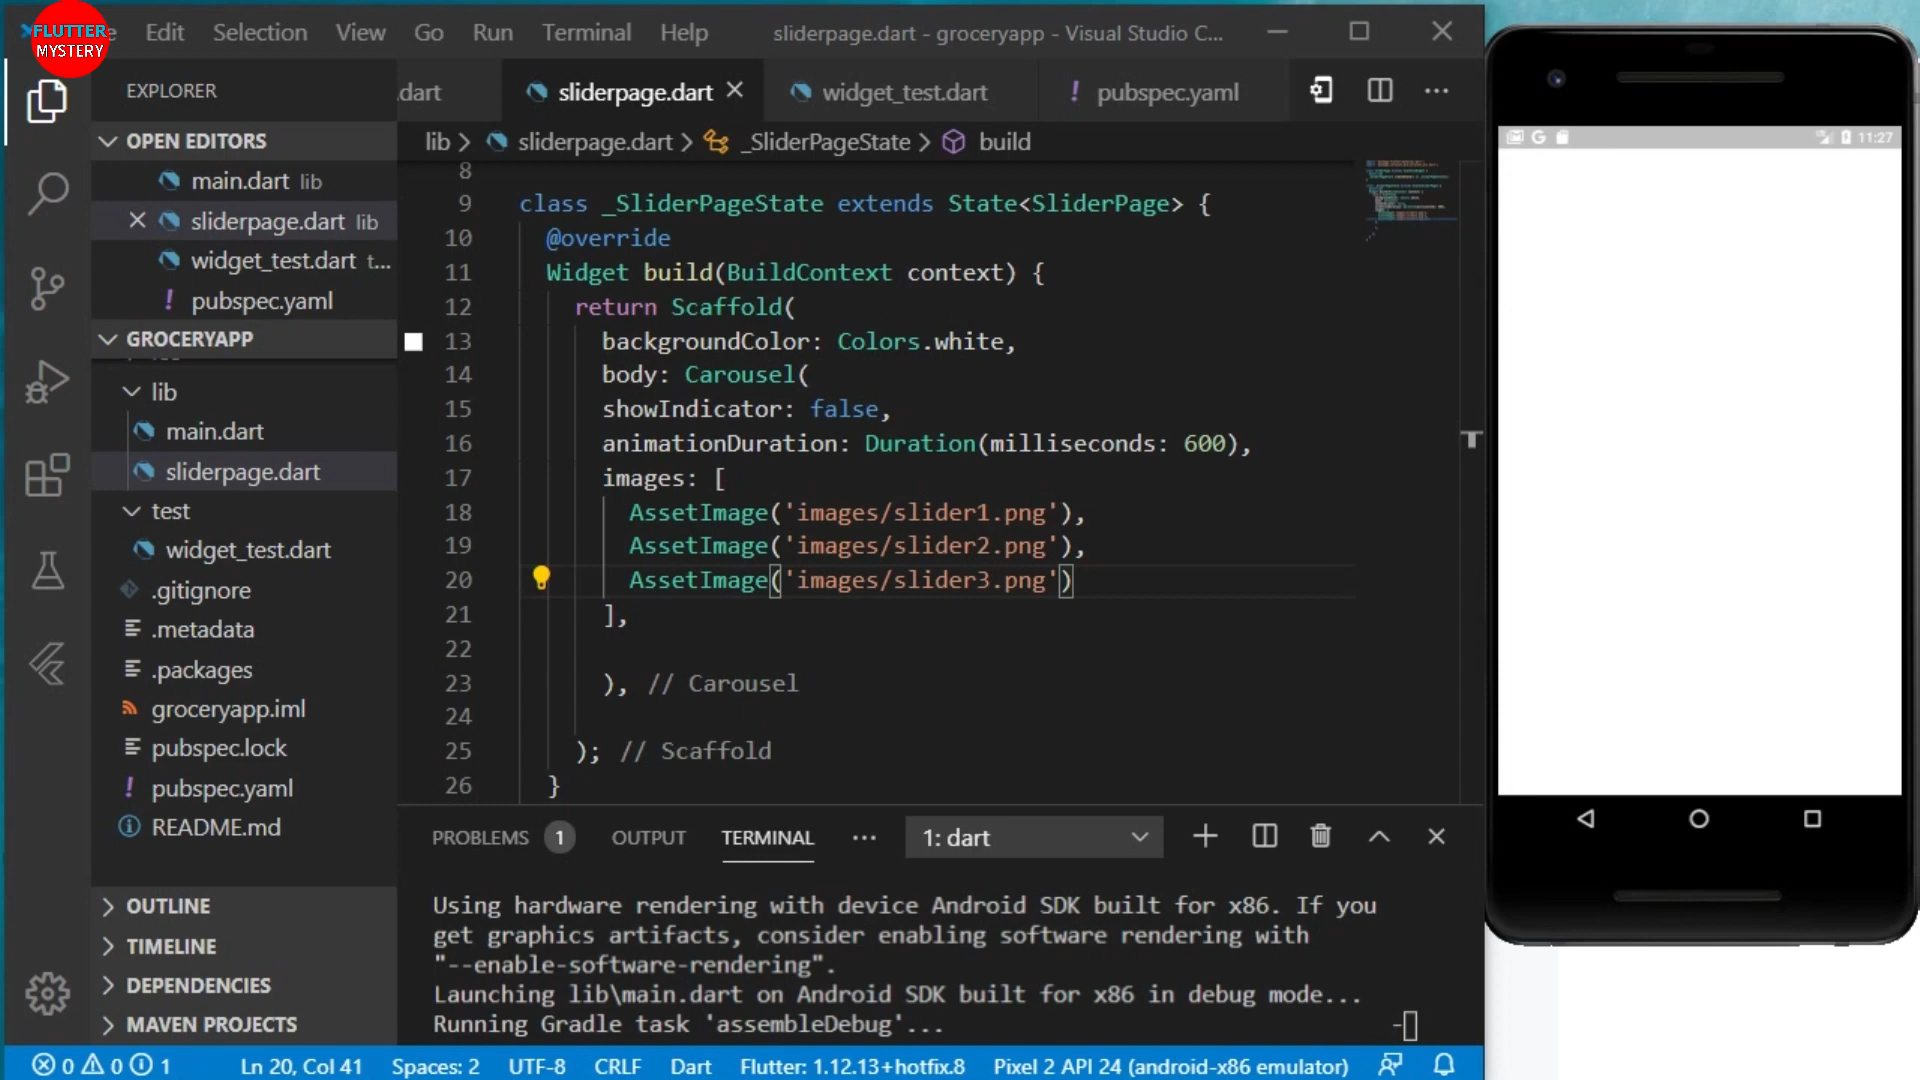 FLUTTER
MYSTERY
Edit Selection View Go Run Terminal Help sliderpage.dart - groceryapp - Visual Studio C...
EXPLORER
OPEN EDITORS
main.dart lib
sliderpage.dart lib
widget_test.dart t...
pubspec.yaml
GROCERYAPP
lib
main.dart
sliderpage.dart
test
widget_test.dart
.gitignore
.metadata
.packages
groceryapp.iml
pubspec.lock
pubspec.yaml
README.md
OUTLINE
TIMELINE
DEPENDENCIES
MAVEN PROJECTS
.dart sliderpage.dart widget_test.dart ! pubspec.yaml
lib > sliderpage.dart > _SliderPageState > build
8
9 class _SliderPageState extends State<SliderPage> {
10 @override
11 Widget build(BuildContext context) {
12 return Scaffold(
13 backgroundColor: Colors.white,
14 body: Carousel(
15 showIndicator: false,
16 animationDuration: Duration(milliseconds: 600),
17 images: [
18 AssetImage('images/slider1.png'),
19 AssetImage('images/slider2.png'),
20 AssetImage('images/slider3.png')
21 ],
22
23 ), // Carousel
24
25 ); // Scaffold
26 }
PROBLEMS 1 OUTPUT TERMINAL ... 1: dart
Using hardware rendering with device Android SDK built for x86. If you
get graphics artifacts, consider enabling software rendering with
"--enable-software-rendering".
Launching lib\main.dart on Android SDK built for x86 in debug mode...
Running Gradle task 'assembleDebug'... -
0 0 1 Ln 20, Col 41 Spaces: 2 UTF-8 CRLF Dart Flutter: 1.12.13+hotfix.8 Pixel 2 API 24 (android-x86 emulator)
G 11:27